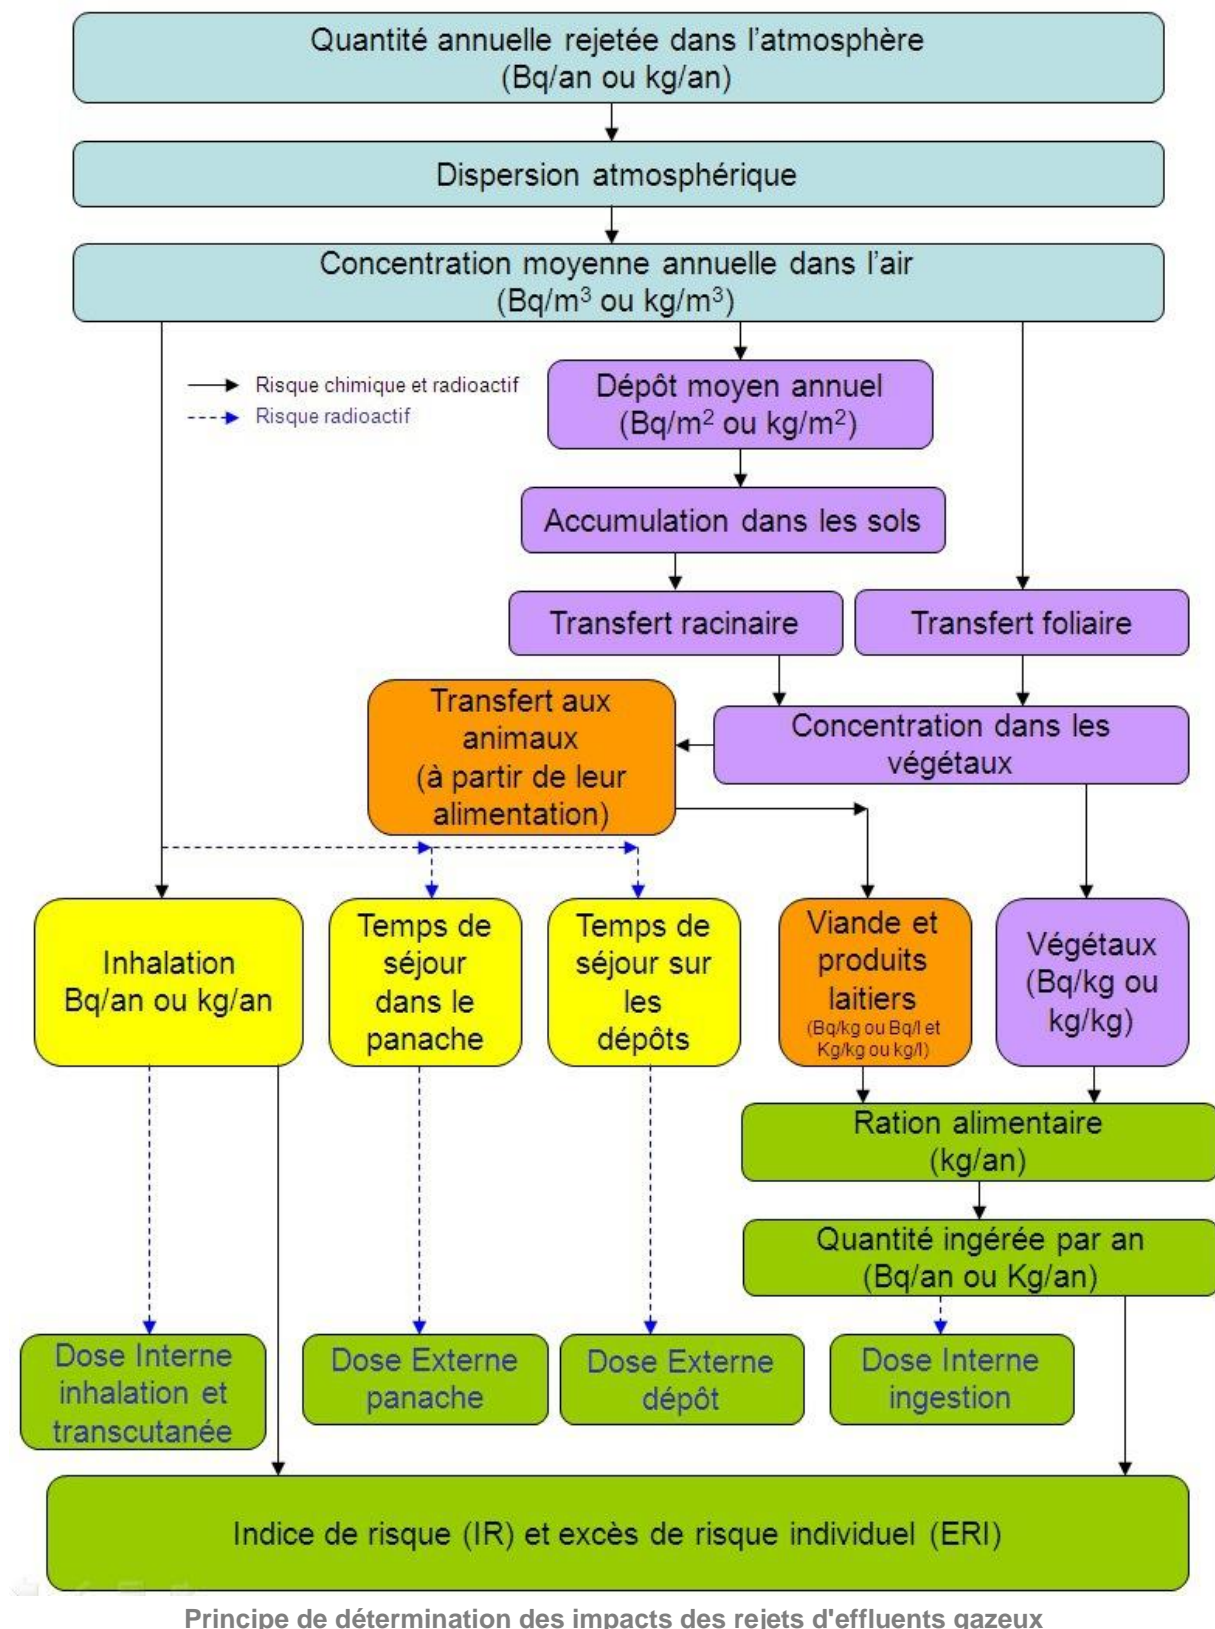 Quantité annuelle rejetée dans l'atmosphère
(Bq/an ou kg/an)
Dispersion atmosphérique
Concentration moyenne annuelle dans l'air
(Bq/m³ ou kg/m³)
Risque chimique et radioactif
Risque radioactif
Dépôt moyen annuel
(Bq/m² ou kg/m²)
Accumulation dans les sols
Transfert racinaire
Transfert foliaire
Transfert aux
animaux
(à partir de leur
alimentation)
Concentration dans les
végétaux
Inhalation
Bq/an ou kg/an
Temps de
séjour
dans le
panache
Temps de
séjour sur
les
dépôts
Viande et
produits
laitiers
(Bq/kg ou Bq/l et
Kg/kg ou kg/l)
Végétaux
(Bq/kg ou
kg/kg)
Ration alimentaire
(kg/an)
Quantité ingérée par an
(Bq/an ou Kg/an)
Dose Interne
inhalation et
transcutanée
Dose Externe
panache
Dose Externe
dépôt
Dose Interne
ingestion
Indice de risque (IR) et excès de risque individuel (ERI)
Principe de détermination des impacts des rejets d'effluents gazeux